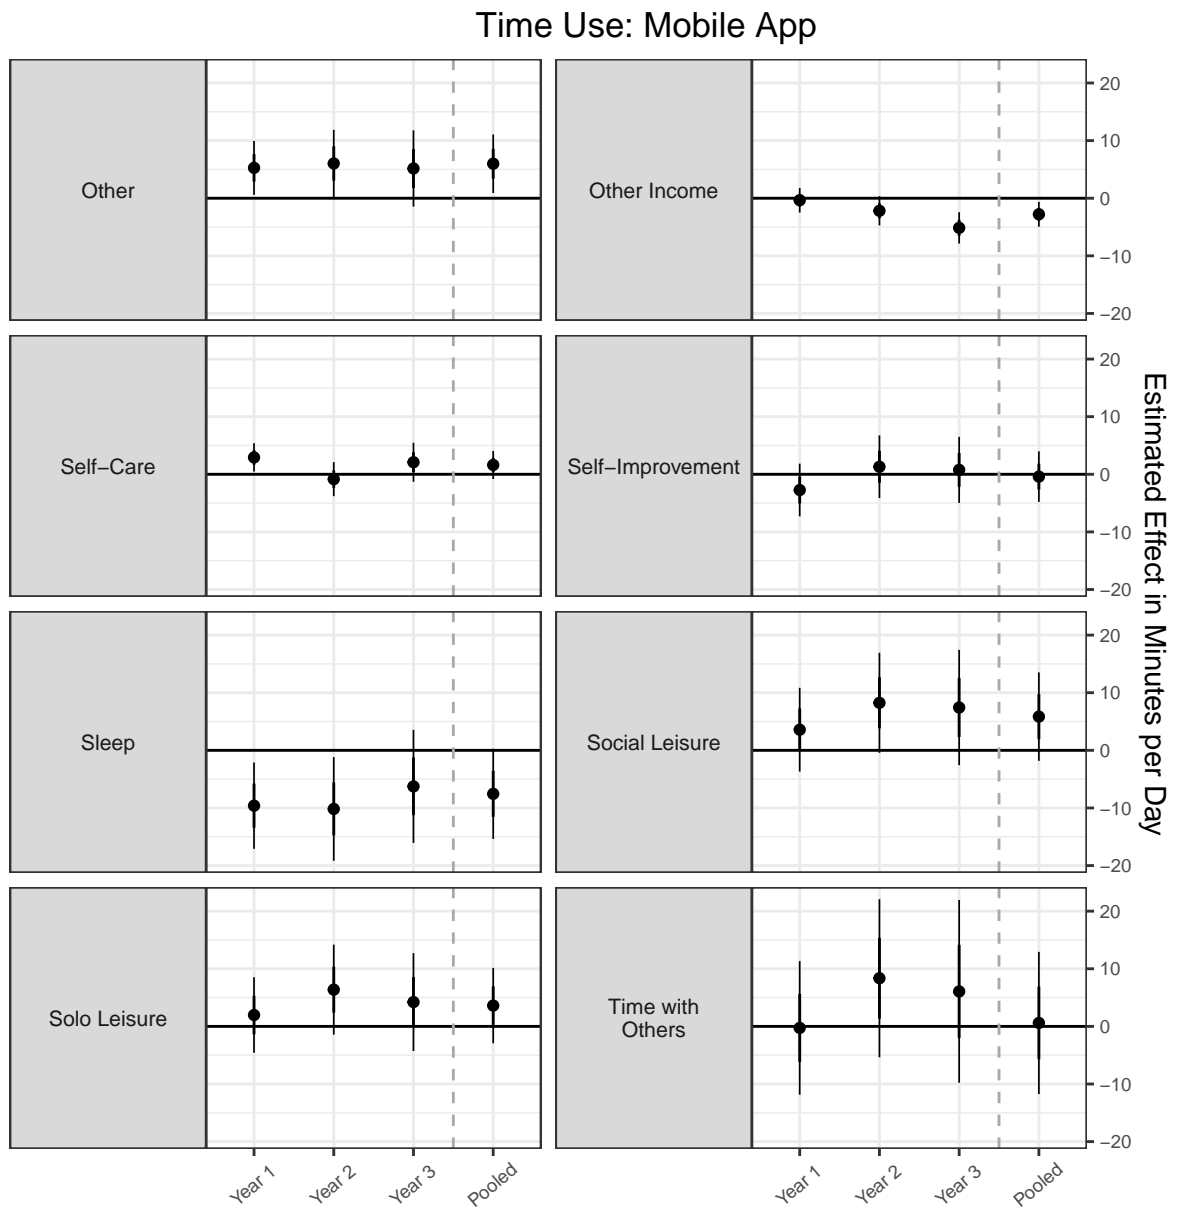 Time Use: Mobile App
Other
Other Income
20
10
0
−10
−20
Self−Care
Self−Improvement
20
10
0
−10
−20
Sleep
Social Leisure
20
10
0
−10
−20
Solo Leisure
Time with
Others
20
10
0
−10
−20
Estimated Effect in Minutes per Day
Year 1
Year 2
Year 3
Pooled
Year 1
Year 2
Year 3
Pooled